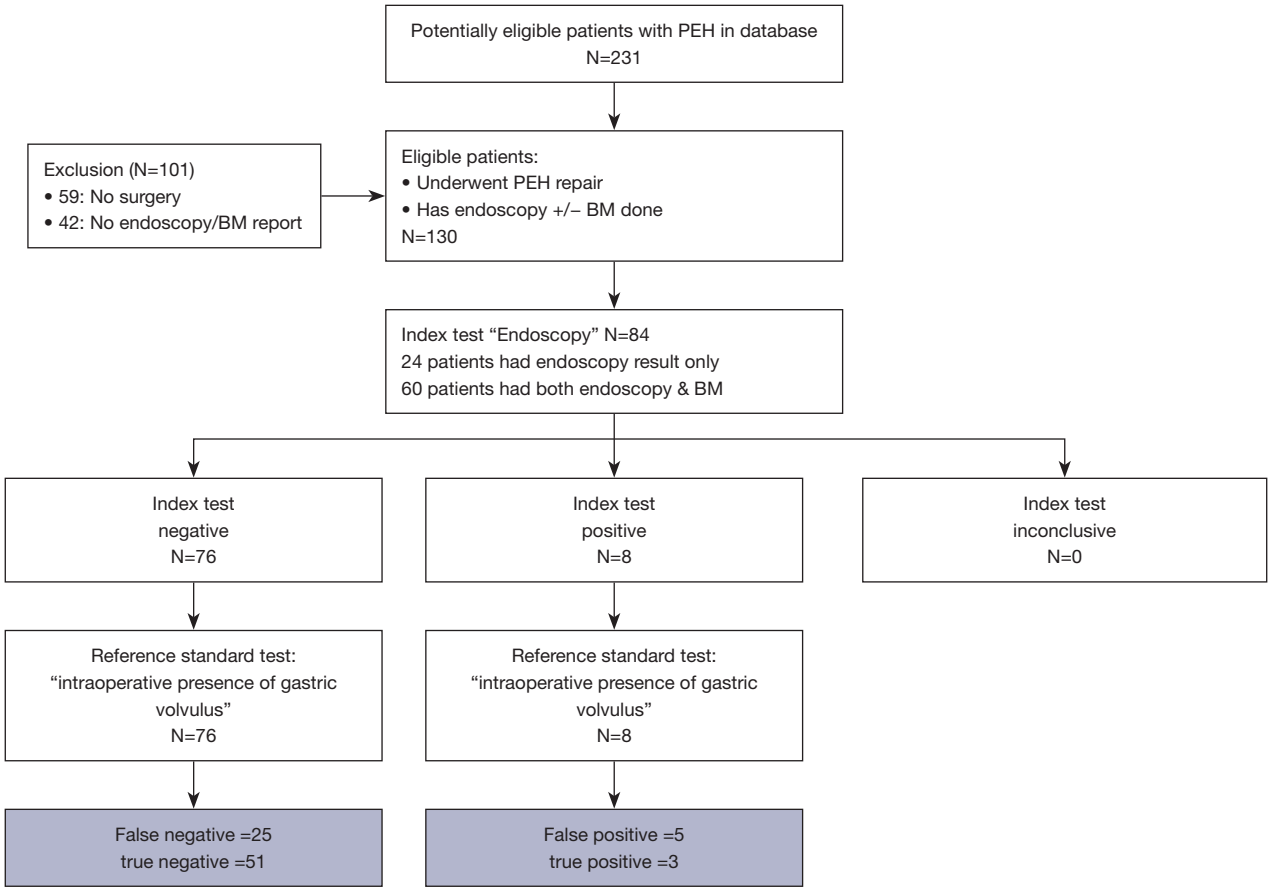 Potentially eligible patients with PEH in database
N=231
Exclusion (N=101)
• 59: No surgery
• 42: No endoscopy/BM report
Eligible patients:
• Underwent PEH repair
• Has endoscopy +/− BM done
N=130
Index test “Endoscopy” N=84
24 patients had endoscopy result only
60 patients had both endoscopy & BM
Index test
negative
N=76
Index test
positive
N=8
Index test
inconclusive
N=0
Reference standard test:
“intraoperative presence of gastric
volvulus”
N=76
Reference standard test:
“intraoperative presence of gastric
volvulus”
N=8
False negative =25
true negative =51
False positive =5
true positive =3